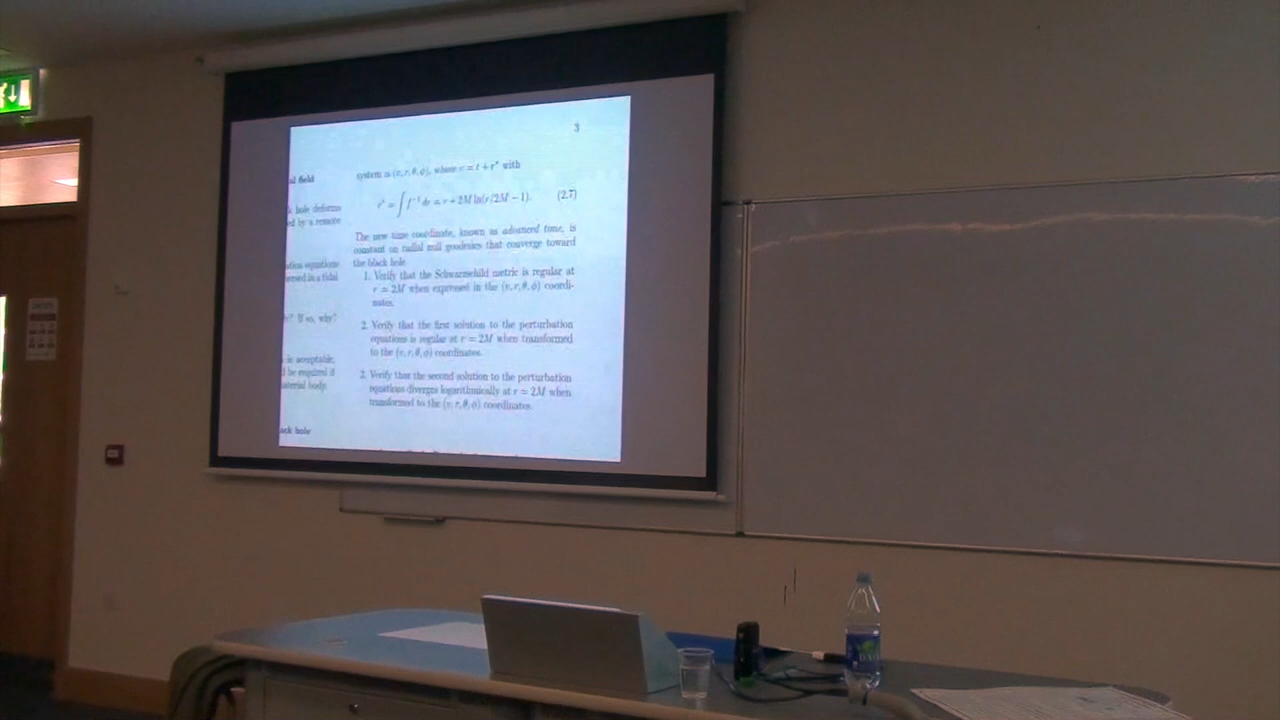 3
al field
k hole deforms
ed by a remote
ation equations
ersed in a tidal
If so, why?
is acceptable,
d be required if
aterial body.
ack hole
system is (v, r, θ, φ), where v = t + r* with
r* = ∫ f⁻¹ dr = r + 2M ln(r/2M − 1). (2.7)
The new time coordinate, known as advanced time, is
constant on radial null geodesics that converge toward
the black hole.
1. Verify that the Schwarzschild metric is regular at
r = 2M when expressed in the (v, r, θ, φ) coordi-
nates.
2. Verify that the first solution to the perturbation
equations is regular at r = 2M when transformed
to the (v, r, θ, φ) coordinates.
3. Verify that the second solution to the perturbation
equations diverges logarithmically at r = 2M when
transformed to the (v, r, θ, φ) coordinates.